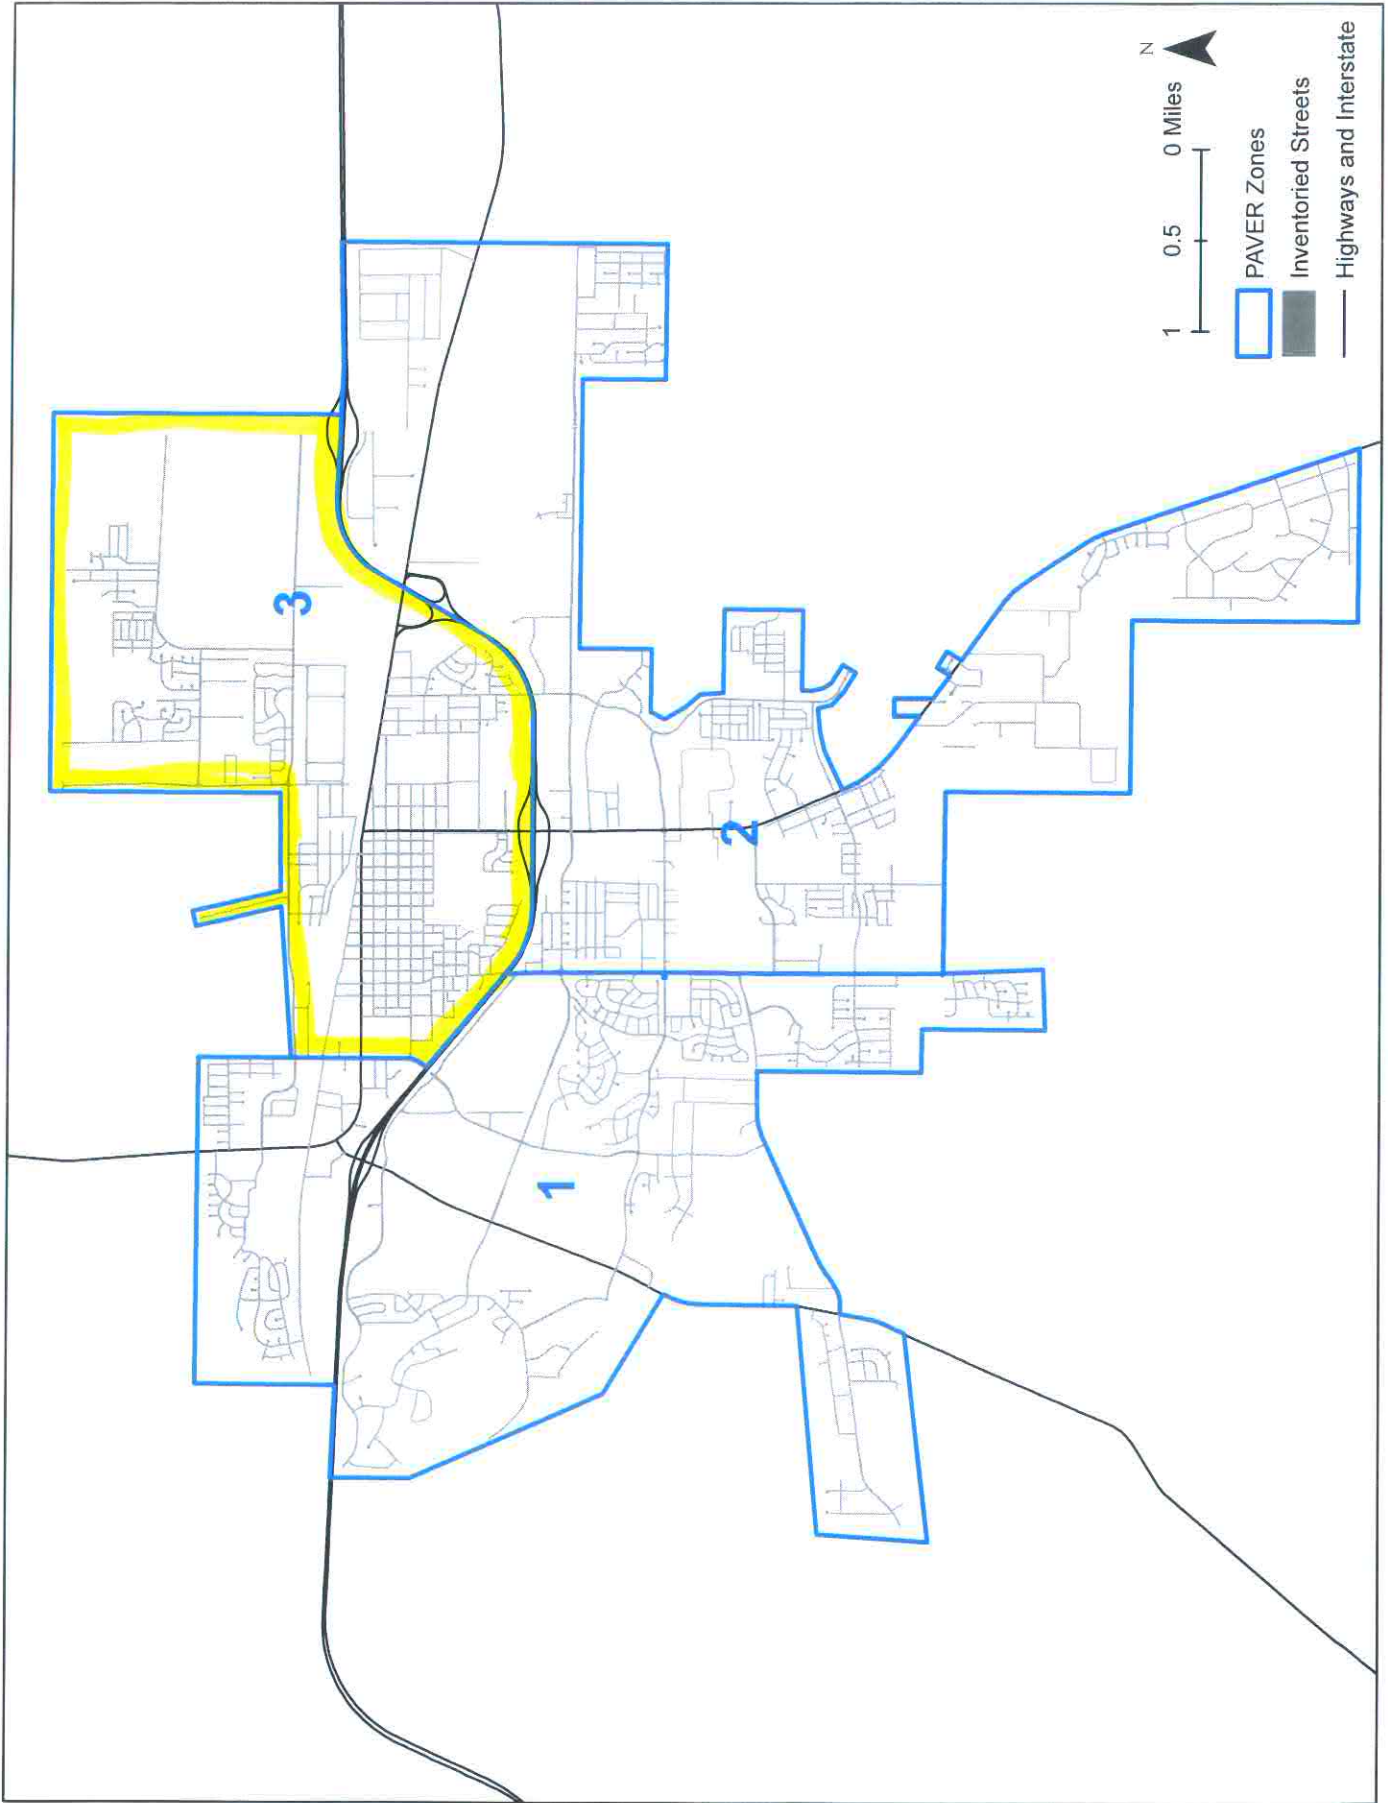 3
2
1
N
1 0.5 0 Miles
PAVER Zones
Inventoried Streets
Highways and Interstate